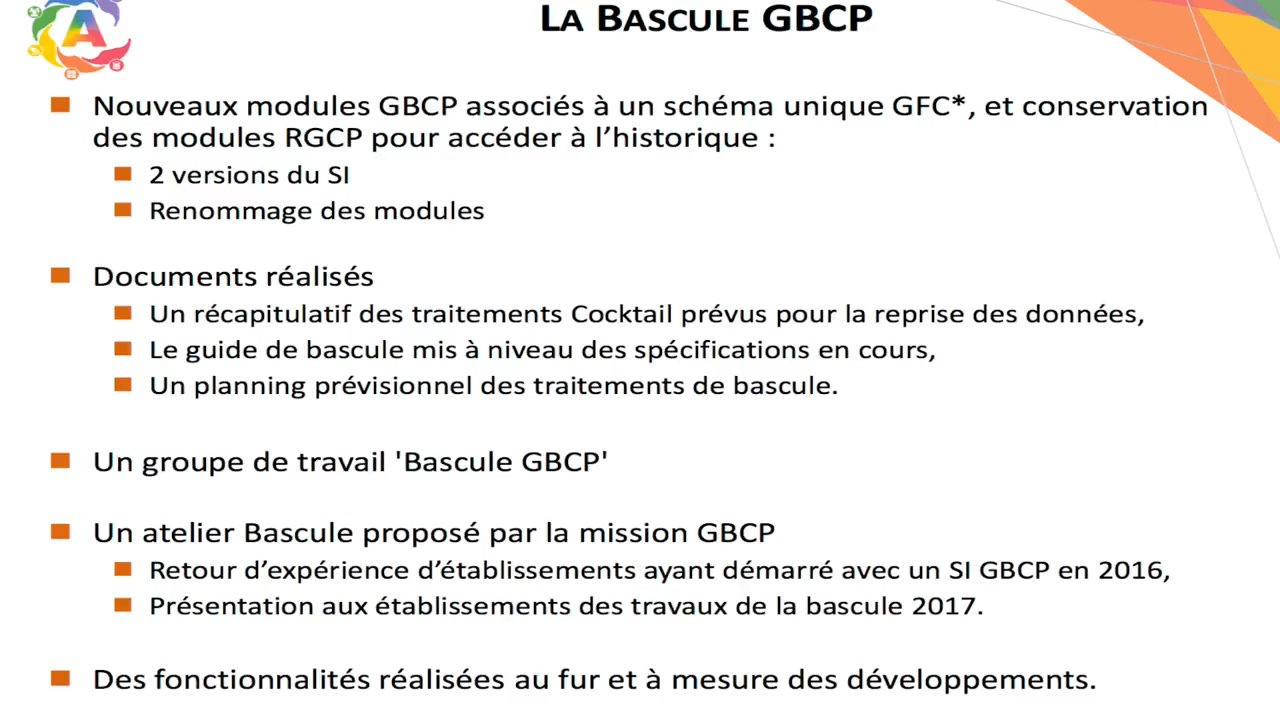 A
LA BASCULE GBCP
Nouveaux modules GBCP associés à un schéma unique GFC*, et conservation
des modules RGCP pour accéder à l’historique :
2 versions du SI
Renommage des modules
Documents réalisés
Un récapitulatif des traitements Cocktail prévus pour la reprise des données,
Le guide de bascule mis à niveau des spécifications en cours,
Un planning prévisionnel des traitements de bascule.
Un groupe de travail 'Bascule GBCP'
Un atelier Bascule proposé par la mission GBCP
Retour d’expérience d’établissements ayant démarré avec un SI GBCP en 2016,
Présentation aux établissements des travaux de la bascule 2017.
Des fonctionnalités réalisées au fur et à mesure des développements.